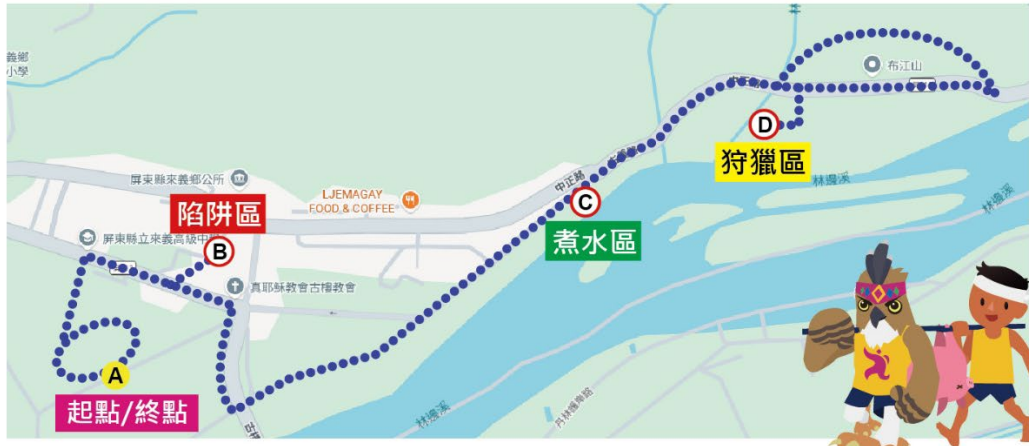 義鄉
小學
布江山
中正路
D
狩獵區
屏東縣來義鄉公所
LJEMAGAY
FOOD & COFFEE
中正路
林邊溪
林邊溪
陷阱區
C
屏東縣立來義高級中
B
煮水區
真耶穌教會古樓教會
A
起點/終點
林邊溪